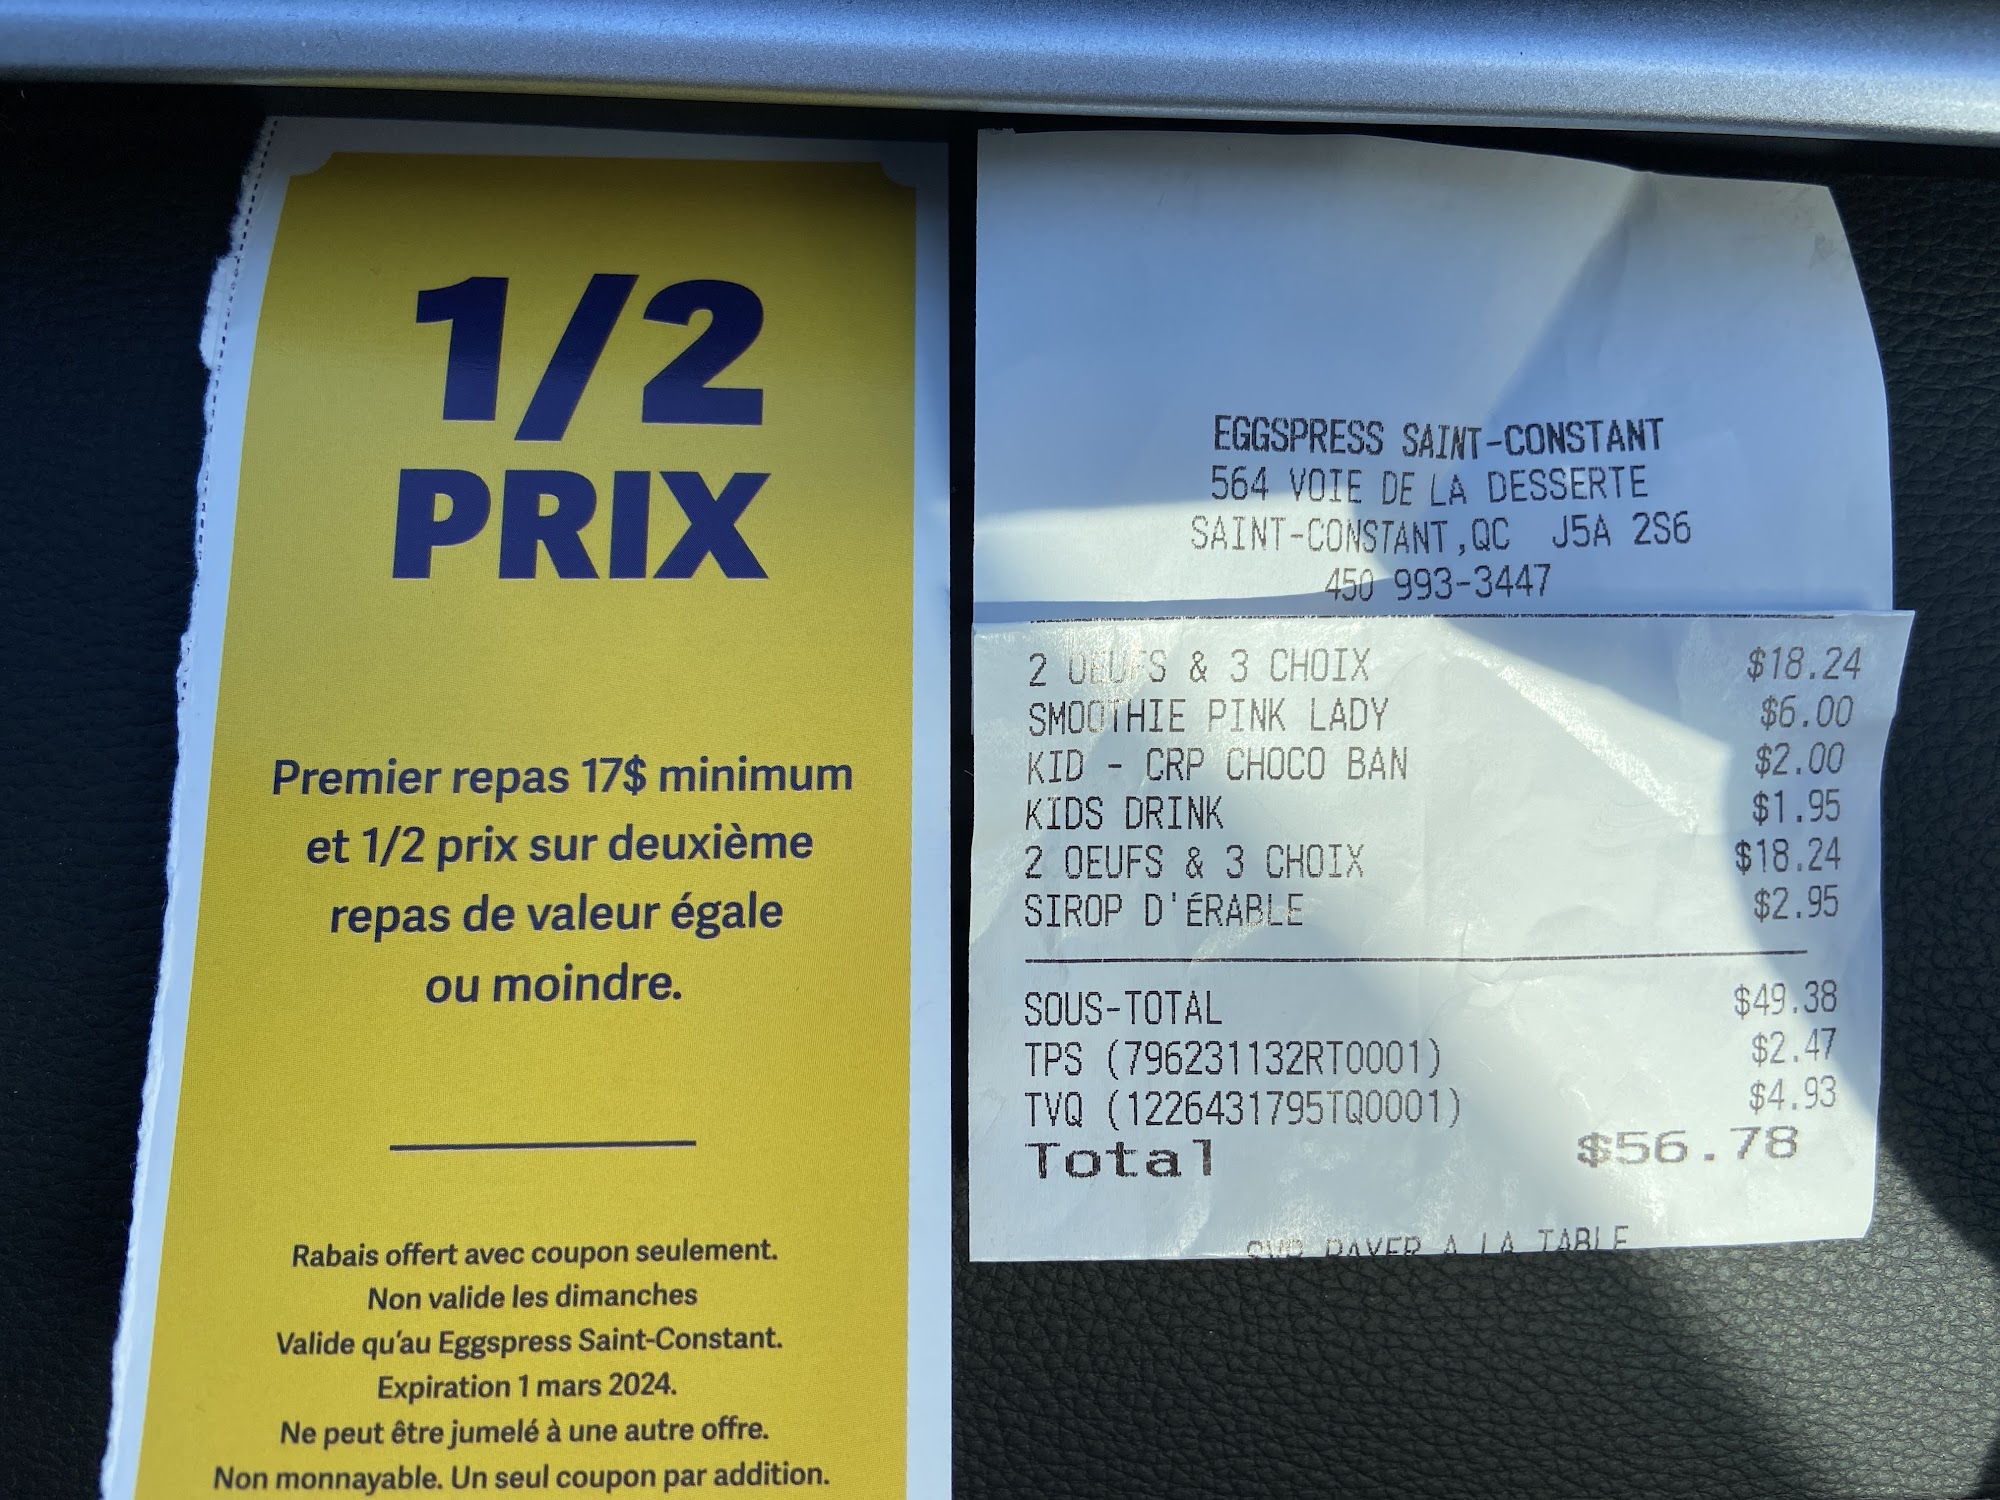 1/2
PRIX
Premier repas 17$ minimum
et 1/2 prix sur deuxième
repas de valeur égale
ou moindre.
Rabais offert avec coupon seulement.
Non valide les dimanches
Valide qu'au Eggspress Saint-Constant.
Expiration 1 mars 2024.
Ne peut être jumelé à une autre offre.
Non monnayable. Un seul coupon par addition.
EGGSPRESS SAINT-CONSTANT
564 VOIE DE LA DESSERTE
SAINT-CONSTANT,QC J5A 2S6
450 993-3447
2 OEUFS & 3 CHOIX $18.24
SMOOTHIE PINK LADY $6.00
KID - CRP CHOCO BAN $2.00
KIDS DRINK $1.95
2 OEUFS & 3 CHOIX $18.24
SIROP D'ÉRABLE $2.95
SOUS-TOTAL $49.38
TPS (796231132RT0001) $2.47
TVQ (1226431795TQ0001) $4.93
Total $56.78
SVP PAYER A LA TABLE